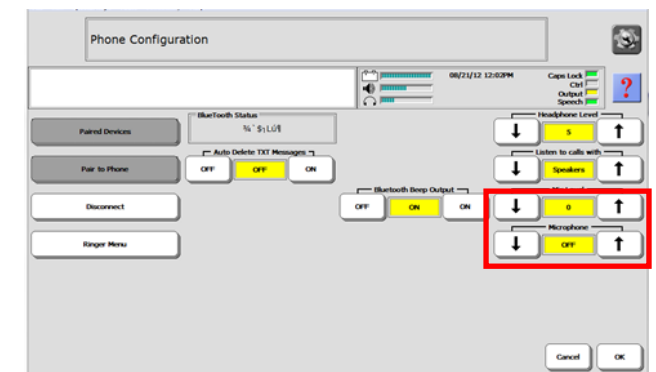 Phone Configuration
08/21/12 12:02PM
Caps Lock
Ctrl
Output
Speech
?
BlueTooth Status
Headphone Level
Paired Devices
↓ 5 ↑
Auto Delete TXT Messages
Listen to calls with
Pair to Phone
OFF OFF ON
↓ Speakers ↑
Bluetooth Beep Output
Mic Level
Disconnect
OFF ON ON
↓ 0 ↑
Microphone
Ringer Menu
↓ OFF ↑
Cancel OK